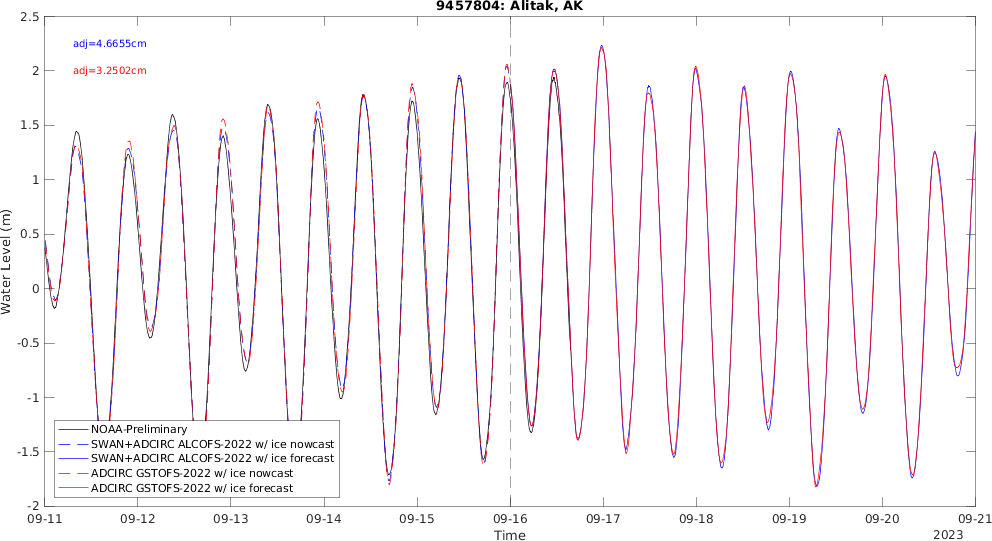 9457804: Alitak, AK
adj=4.6655cm
adj=3.2502cm
2.5
2
1.5
1
0.5
0
-0.5
-1
-1.5
-2
Water Level (m)
NOAA-Preliminary
SWAN+ADCIRC ALCOFS-2022 w/ ice nowcast
SWAN+ADCIRC ALCOFS-2022 w/ ice forecast
ADCIRC GSTOFS-2022 w/ ice nowcast
ADCIRC GSTOFS-2022 w/ ice forecast
09-11 09-12 09-13 09-14 09-15 09-16 09-17 09-18 09-19 09-20 09-21
Time
2023